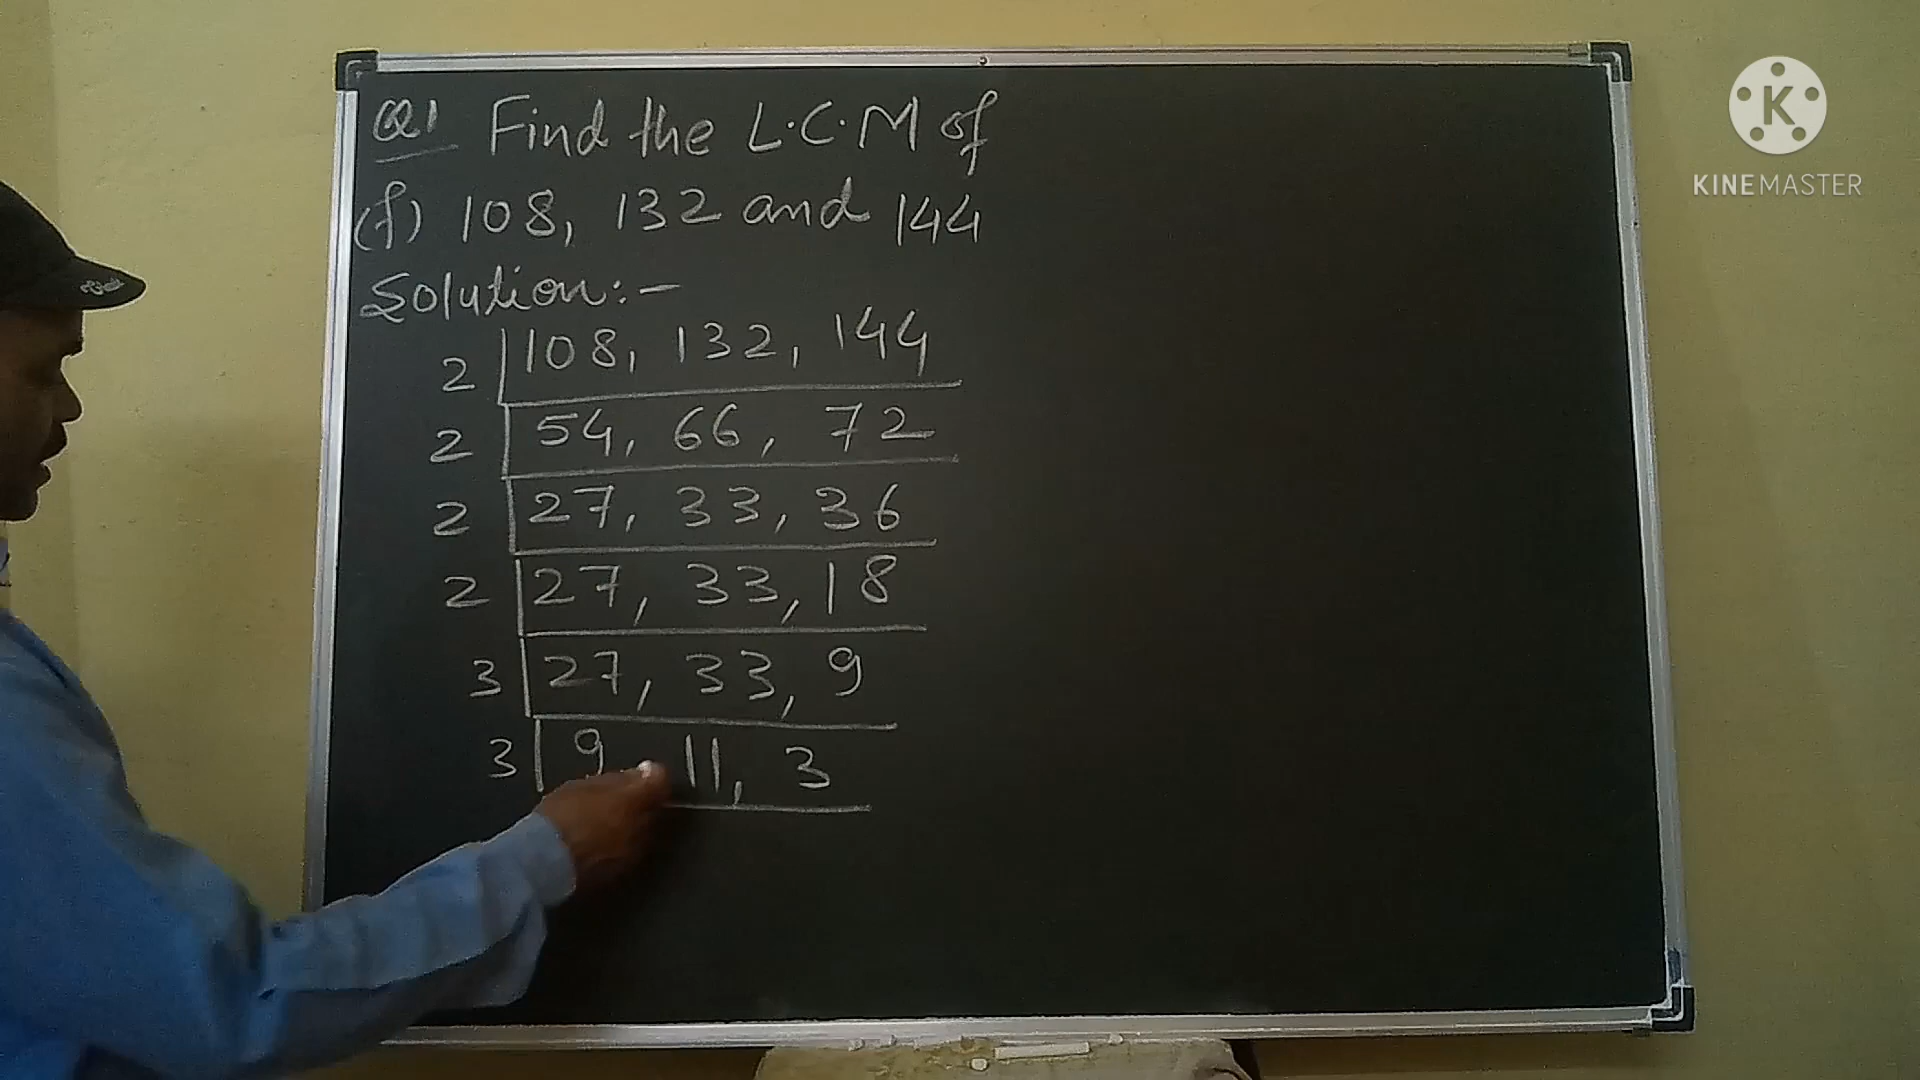 Q1 Find the L.C.M of
(f) 108, 132 and 144
Solution:-
2 108, 132, 144
2 54, 66, 72
2 27, 33, 36
2 27, 33, 18
3 27, 33, 9
3 9 11, 3
K
KINEMASTER